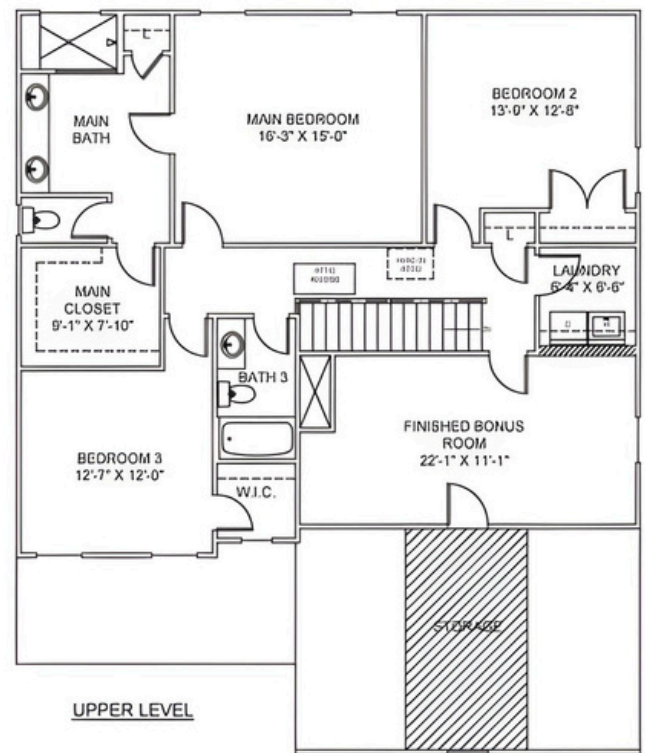 L
MAIN BEDROOM
16'-3" X 15'-0"
BEDROOM 2
13'-0" X 12'-8"
MAIN
BATH
L
LAUNDRY
6'-4" X 6'-6"
MAIN
CLOSET
9'-1" X 7'-10"
BATH 3
FINISHED BONUS
ROOM
22'-1" X 11'-1"
BEDROOM 3
12'-7" X 12'-0"
W.I.C.
STORAGE
UPPER LEVEL